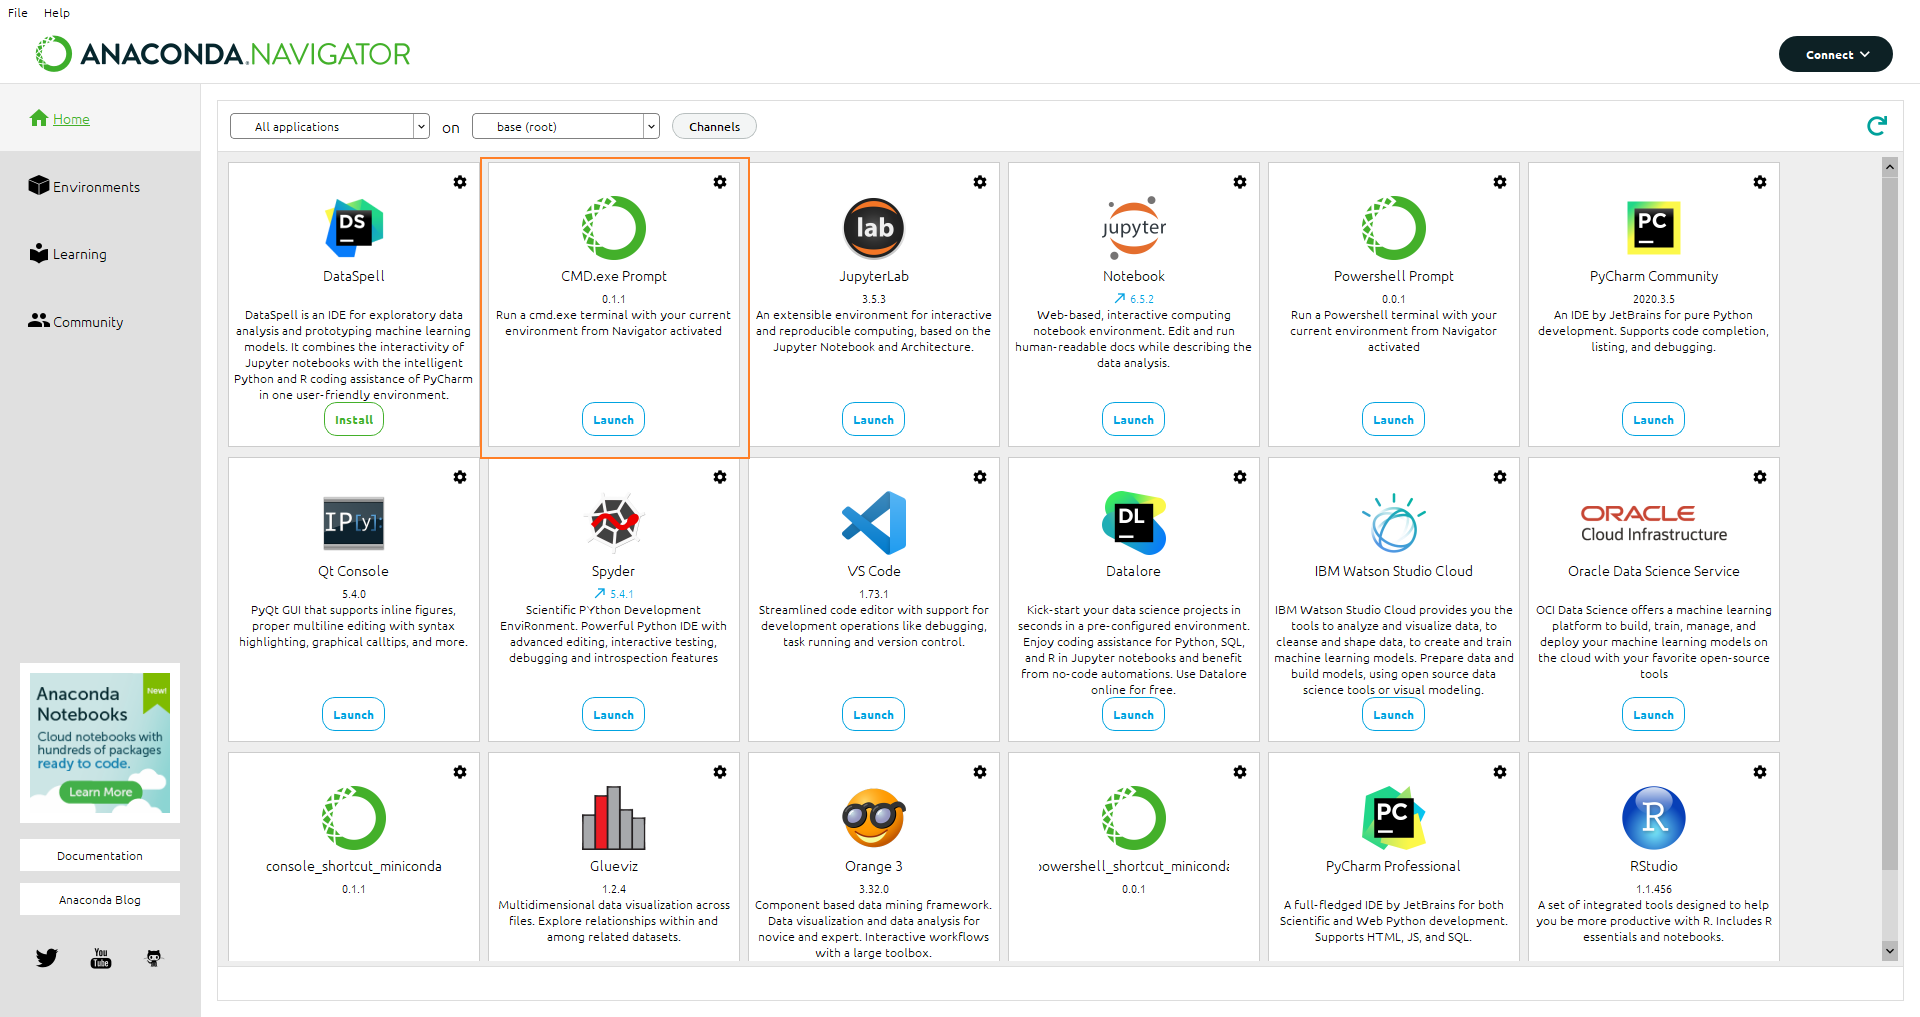 File Help
ANACONDA.NAVIGATOR
Connect
Home
Environments
Learning
Community
Anaconda
Notebooks
New!
Cloud notebooks with
hundreds of packages
ready to code.
Learn More
Documentation
Anaconda Blog
You
Tube
All applications on base (root) Channels
DS
DataSpell
DataSpell is an IDE for exploratory data
analysis and prototyping machine learning
models. It combines the interactivity of
Jupyter notebooks with the intelligent
Python and R coding assistance of PyCharm
in one user-friendly environment.
Install
CMD.exe Prompt
0.1.1
Run a cmd.exe terminal with your current
environment from Navigator activated
Launch
lab
JupyterLab
3.5.3
An extensible environment for interactive
and reproducible computing, based on the
Jupyter Notebook and Architecture.
Launch
jupyter
Notebook
6.5.2
Web-based, interactive computing
notebook environment. Edit and run
human-readable docs while describing the
data analysis.
Launch
Powershell Prompt
0.0.1
Run a Powershell terminal with your
current environment from Navigator
activated
Launch
PC
PyCharm Community
2020.3.5
An IDE by JetBrains for pure Python
development. Supports code completion,
listing, and debugging.
Launch
IP[y]:
Qt Console
5.4.0
PyQt GUI that supports inline figures,
proper multiline editing with syntax
highlighting, graphical calltips, and more.
Launch
Spyder
5.4.1
Scientific PYthon Development
EnviRonment. Powerful Python IDE with
advanced editing, interactive testing,
debugging and introspection features
Launch
VS Code
1.73.1
Streamlined code editor with support for
development operations like debugging,
task running and version control.
Launch
DL
Datalore
Kick-start your data science projects in
seconds in a pre-configured environment.
Enjoy coding assistance for Python, SQL,
and R in Jupyter notebooks and benefit
from no-code automations. Use Datalore
online for free.
Launch
IBM Watson Studio Cloud
IBM Watson Studio Cloud provides you the
tools to analyze and visualize data, to
cleanse and shape data, to create and train
machine learning models. Prepare data and
build models, using open source data
science tools or visual modeling.
Launch
ORACLE
Cloud Infrastructure
Oracle Data Science Service
OCI Data Science offers a machine learning
platform to build, train, manage, and
deploy your machine learning models on
the cloud with your favorite open-source
tools
Launch
console_shortcut_miniconda
0.1.1
Glueviz
1.2.4
Multidimensional data visualization across
files. Explore relationships within and
among related datasets.
Orange 3
3.32.0
Component based data mining framework.
Data visualization and data analysis for
novice and expert. Interactive workflows
with a large toolbox.
powershell_shortcut_miniconda
0.0.1
PC
PyCharm Professional
A full-fledged IDE by JetBrains for both
Scientific and Web Python development.
Supports HTML, JS, and SQL.
R
RStudio
1.1.456
A set of integrated tools designed to help
you be more productive with R. Includes R
essentials and notebooks.